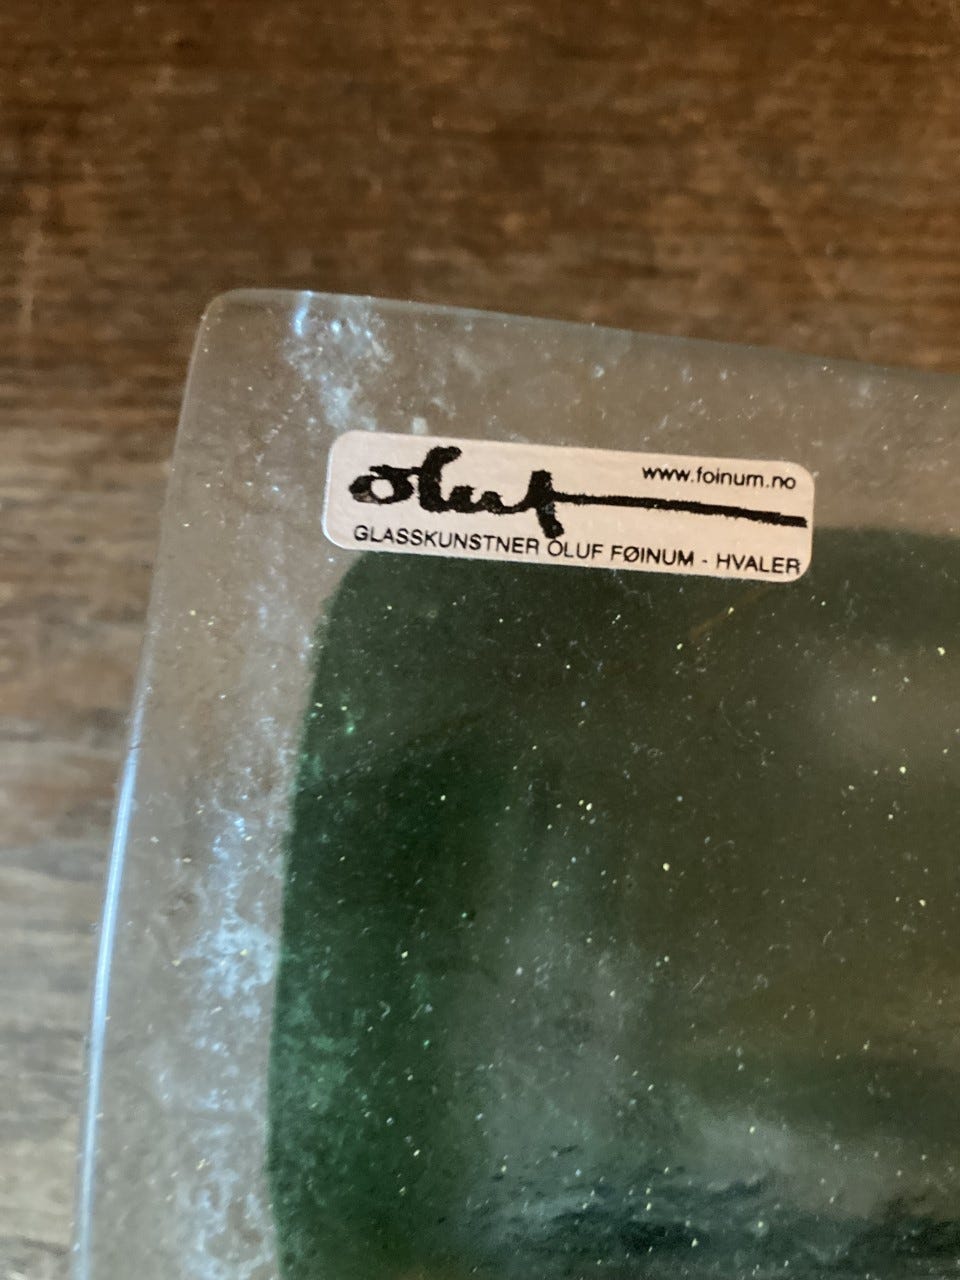 www.foinum.no
Oluf
GLASSKUNSTNER OLUF FØINUM - HVALER